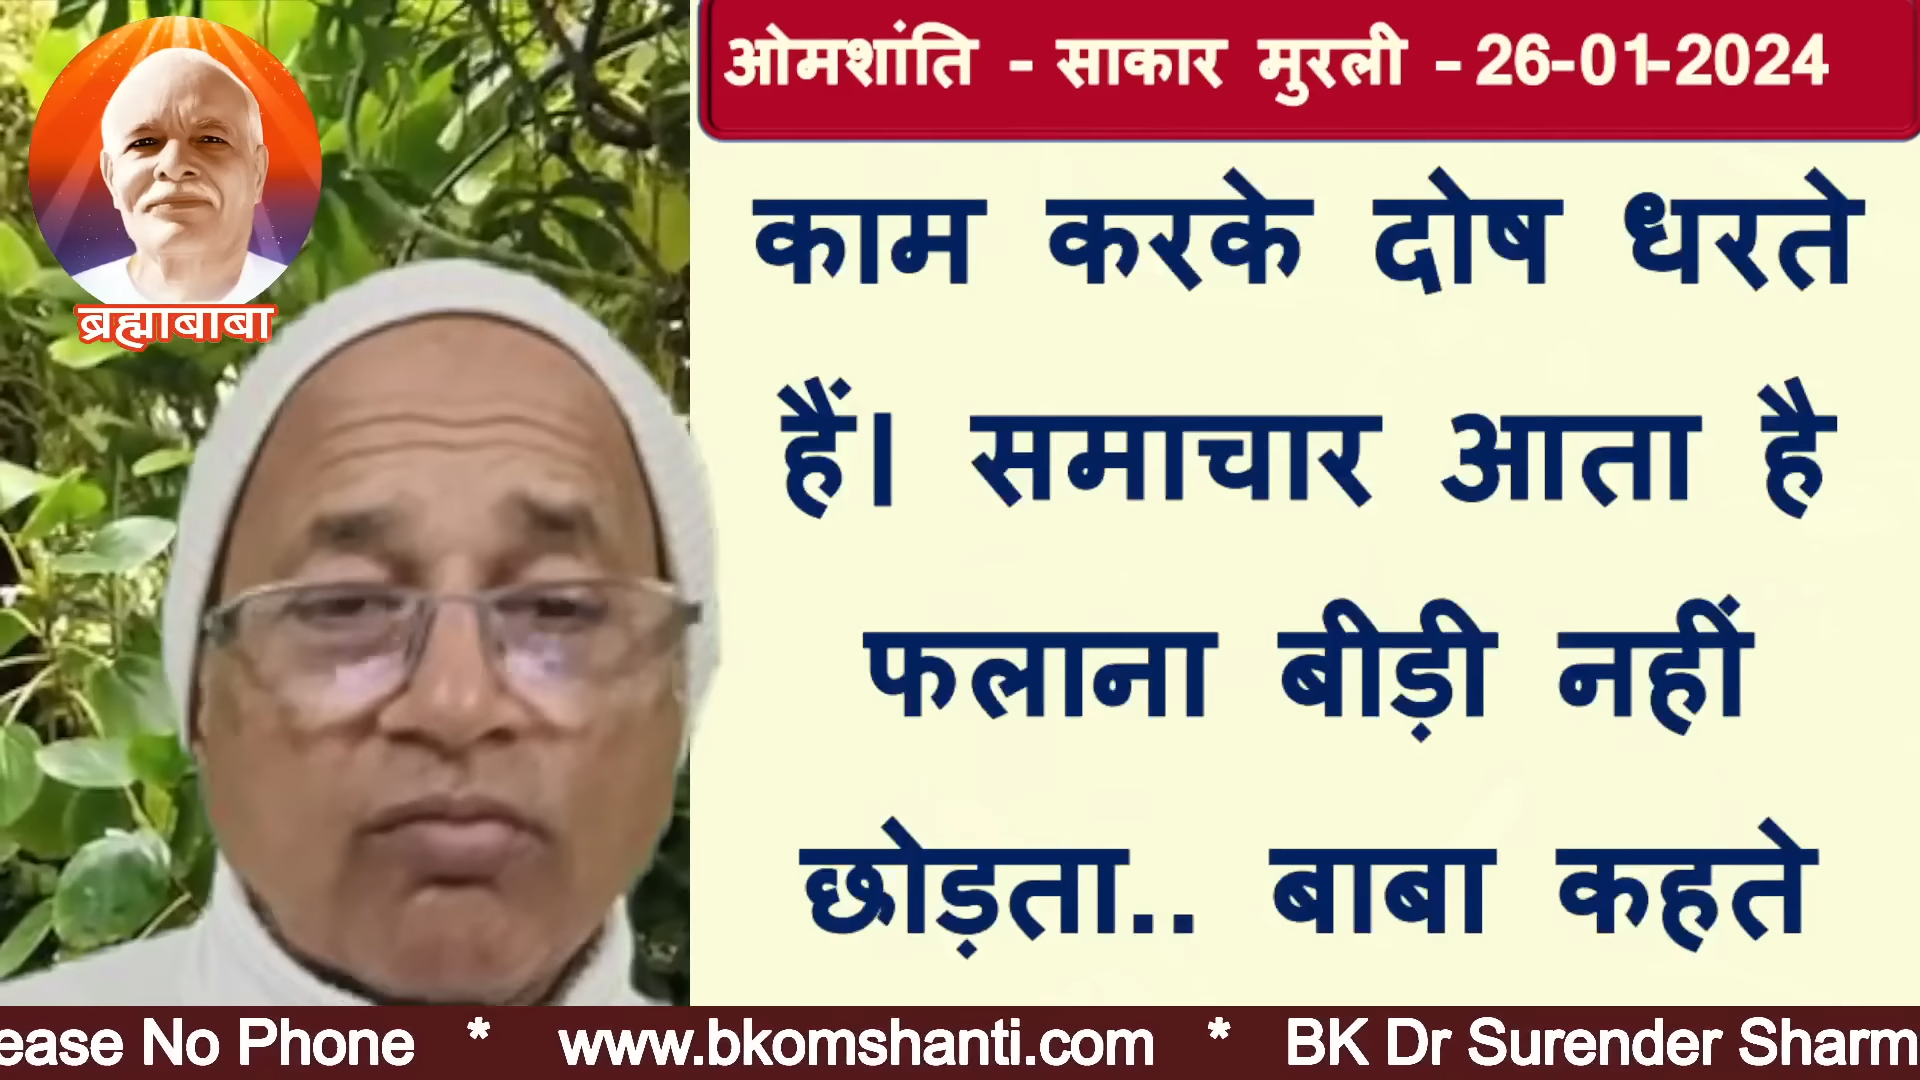 ओमशांति - साकार मुरली - 26-01-2024
ब्रह्माबाबा
काम करके दोष धरते
हैं। समाचार आता है
फलाना बीड़ी नहीं
छोड़ता.. बाबा कहते
ease No Phone * www.bkomshanti.com * BK Dr Surender Sharm